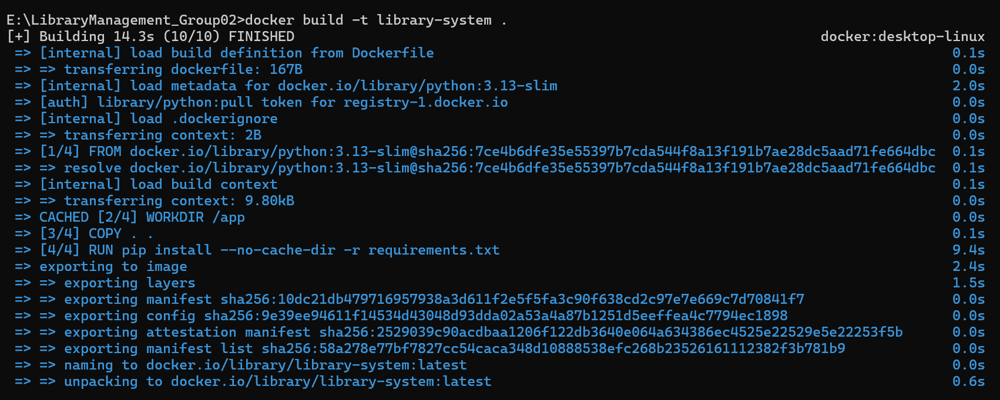 E:\LibraryManagement_Group02>docker build -t library-system .
[+] Building 14.3s (10/10) FINISHED docker:desktop-linux
=> [internal] load build definition from Dockerfile 0.1s
=> => transferring dockerfile: 167B 0.0s
=> [internal] load metadata for docker.io/library/python:3.13-slim 2.0s
=> [auth] library/python:pull token for registry-1.docker.io 0.0s
=> [internal] load .dockerignore 0.0s
=> => transferring context: 2B 0.0s
=> [1/4] FROM docker.io/library/python:3.13-slim@sha256:7ce4b6dfe35e55397b7cda544f8a13f191b7ae28dc5aad71fe664dbc 0.1s
=> => resolve docker.io/library/python:3.13-slim@sha256:7ce4b6dfe35e55397b7cda544f8a13f191b7ae28dc5aad71fe664dbc 0.1s
=> [internal] load build context 0.1s
=> => transferring context: 9.80kB 0.0s
=> CACHED [2/4] WORKDIR /app 0.0s
=> [3/4] COPY . . 0.1s
=> [4/4] RUN pip install --no-cache-dir -r requirements.txt 9.4s
=> exporting to image 2.4s
=> => exporting layers 1.5s
=> => exporting manifest sha256:10dc21db479716957938a3d611f2e5f5fa3c90f638cd2c97e7e669c7d70841f7 0.0s
=> => exporting config sha256:9e39ee94611f14534d43048d93dda02a53a4a87b1251d5eeffea4c7794ec1898 0.0s
=> => exporting attestation manifest sha256:2529039c90acdbaa1206f122db3640e064a634386ec4525e22529e5e22253f5b 0.0s
=> => exporting manifest list sha256:58a278e77bf7827cc54caca348d10888538efc268b23526161112382f3b781b9 0.0s
=> => naming to docker.io/library/library-system:latest 0.0s
=> => unpacking to docker.io/library/library-system:latest 0.6s